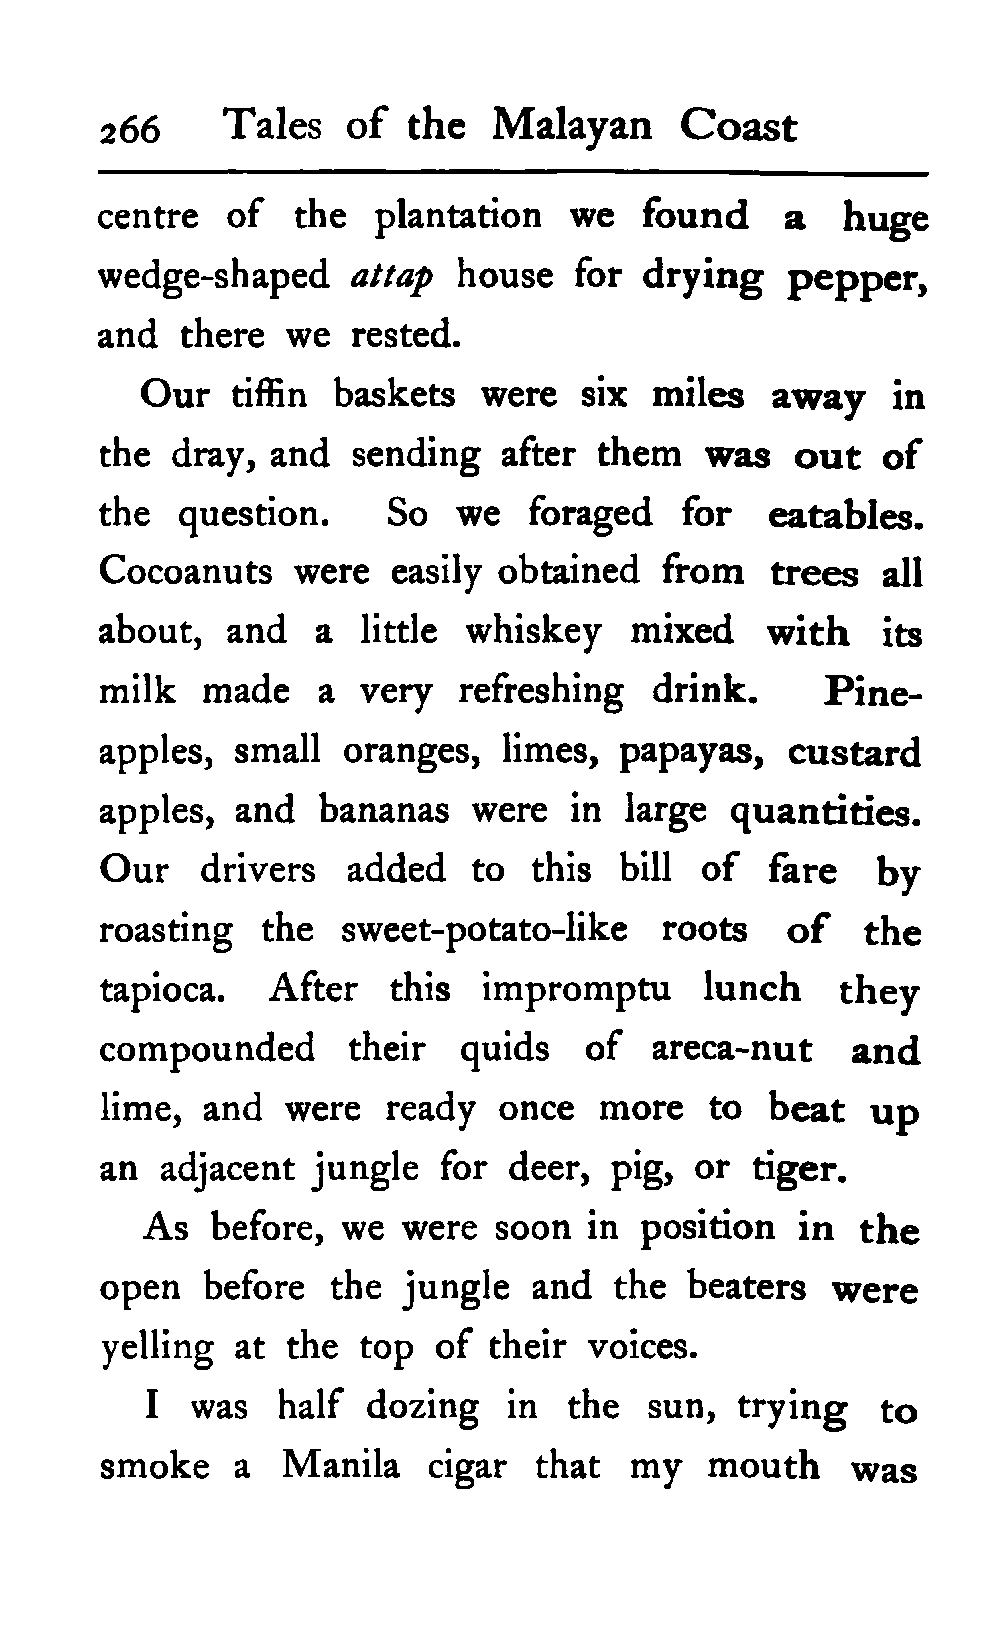 266 Tales of the Malayan Coast
centre of the plantation we found a huge
wedge-shaped attap house for drying pepper,
and there we rested.
Our tiffin baskets were six miles away in
the dray, and sending after them was out of
the question. So we foraged for eatables.
Cocoanuts were easily obtained from trees all
about, and a little whiskey mixed with its
milk made a very refreshing drink. Pine-
apples, small oranges, limes, papayas, custard
apples, and bananas were in large quantities.
Our drivers added to this bill of fare by
roasting the sweet-potato-like roots of the
tapioca. After this impromptu lunch they
compounded their quids of areca-nut and
lime, and were ready once more to beat up
an adjacent jungle for deer, pig, or tiger.
As before, we were soon in position in the
open before the jungle and the beaters were
yelling at the top of their voices.
I was half dozing in the sun, trying to
smoke a Manila cigar that my mouth was